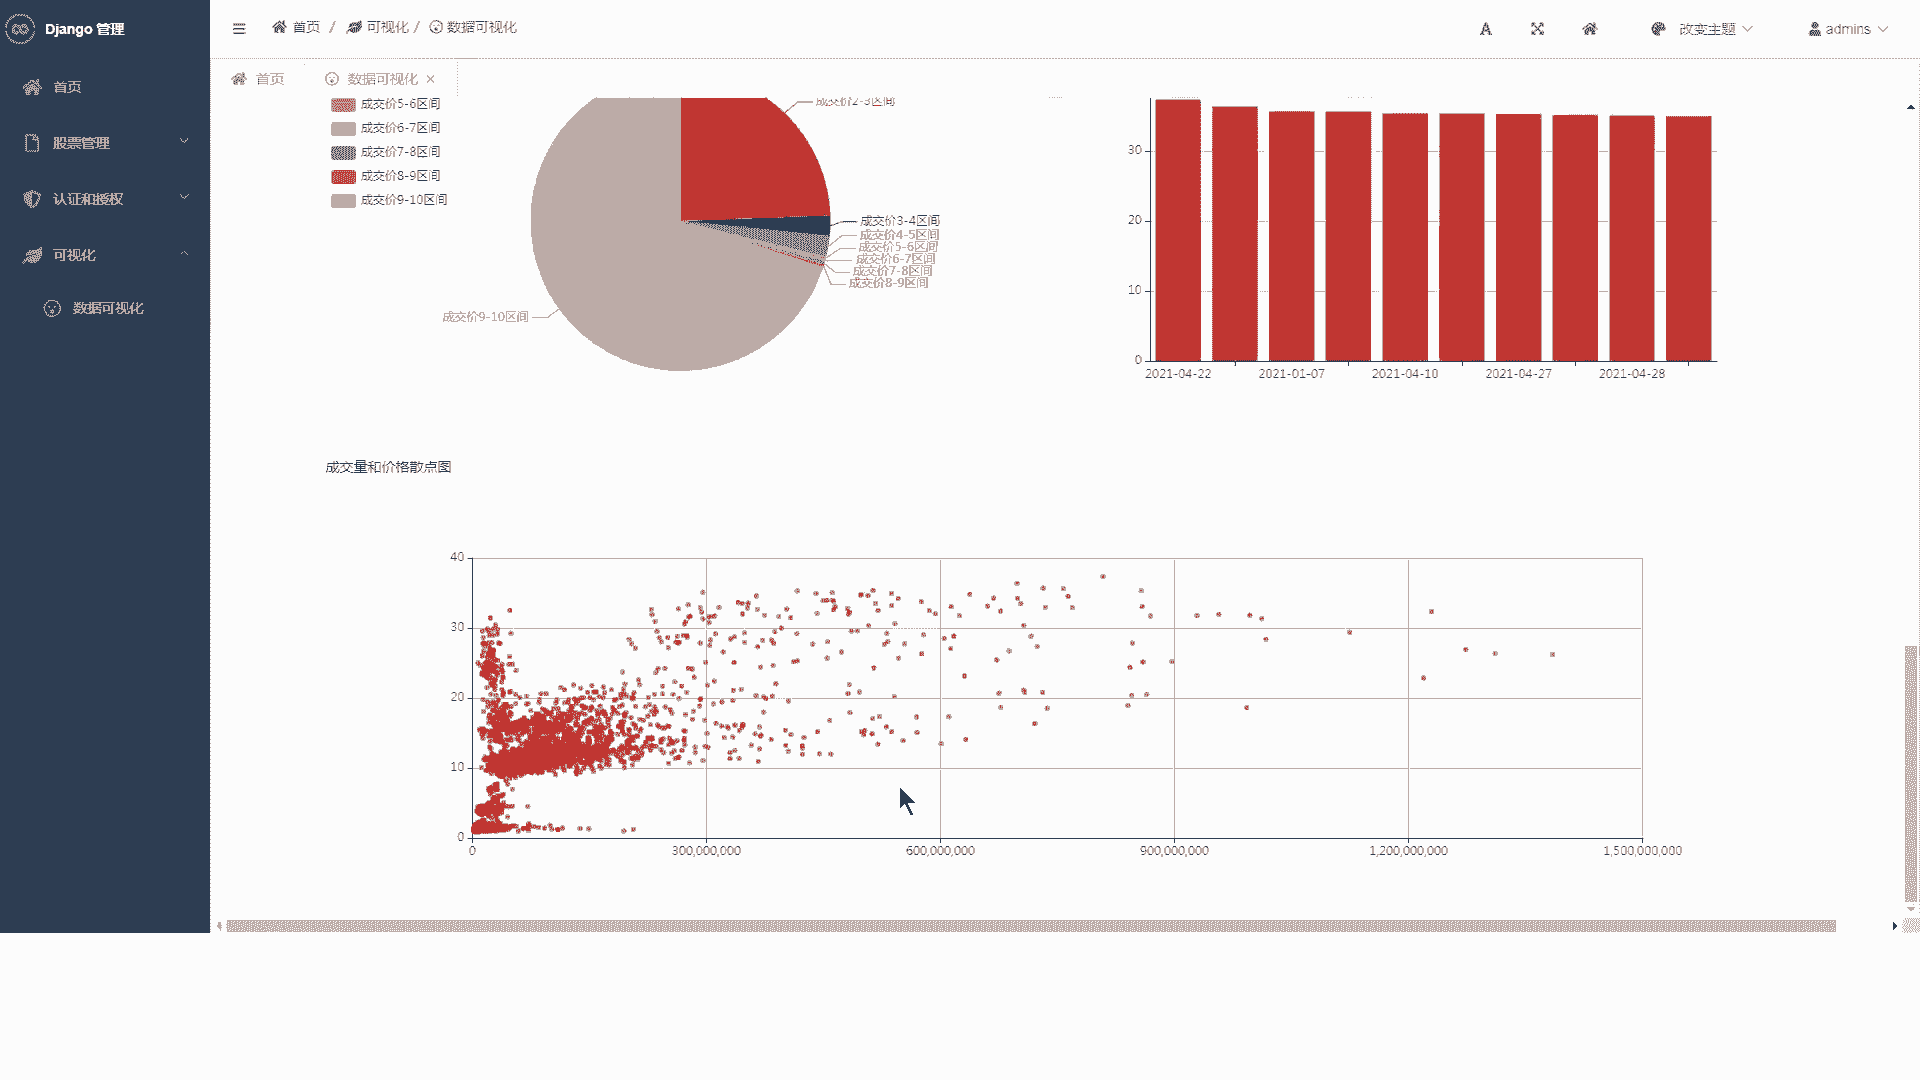 Django 管理
首页 / 可视化 / 数据可视化
改变主题
admins
首页
数据可视化
首页
股票管理
认证和授权
可视化
数据可视化
成交价5-6区间
成交价6-7区间
成交价7-8区间
成交价8-9区间
成交价9-10区间
成交价2-3区间
成交价3-4区间
成交价4-5区间
成交价5-6区间
成交价6-7区间
成交价7-8区间
成交价8-9区间
成交价9-10区间
30
20
10
0
2021-04-22 2021-01-07 2021-04-10 2021-04-27 2021-04-28
成交量和价格散点图
40
30
20
10
0
0 300,000,000 600,000,000 900,000,000 1,200,000,000 1,500,000,000